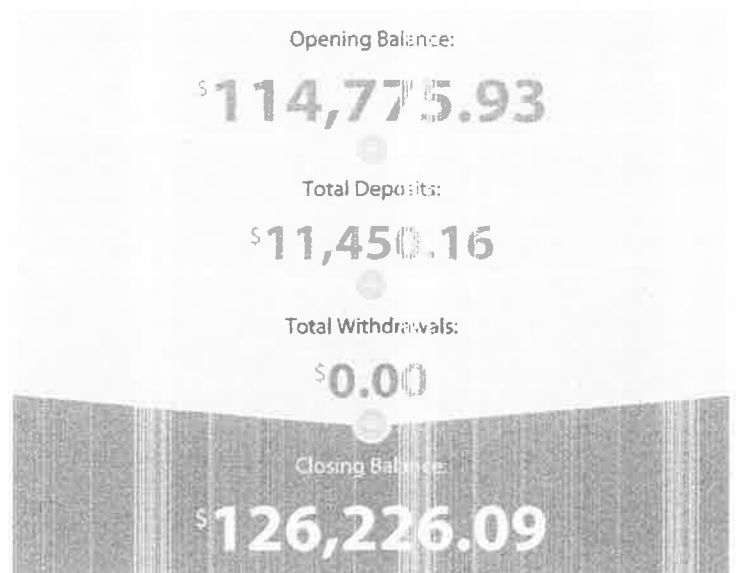 Opening Balance:
$114,775.93
Total Deposits:
$11,450.16
Total Withdrawals:
$0.00
Closing Balance:
$126,226.09